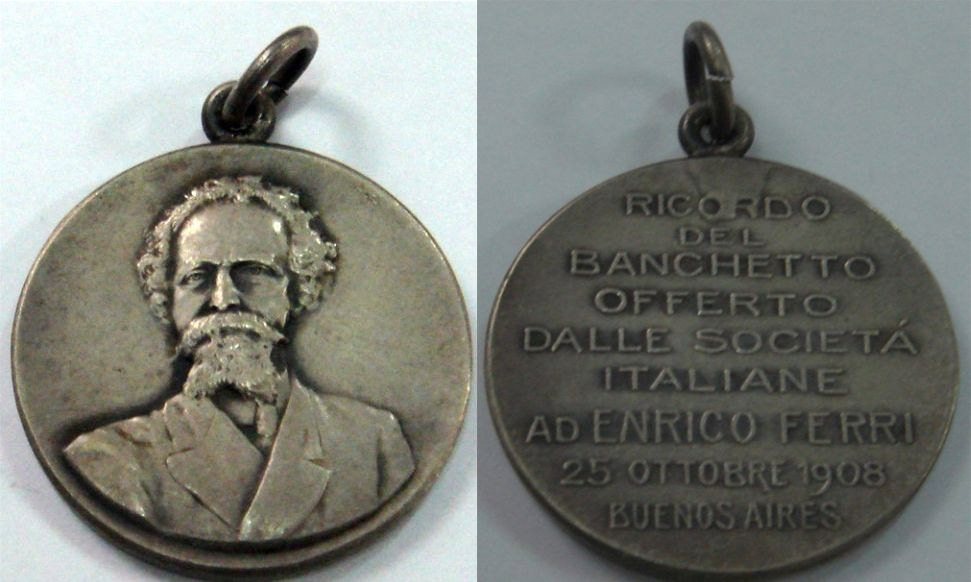 RICORDO
DEL
BANCHETTO
OFFERTO
DALLE SOCIETÁ
ITALIANE
AD ENRICO FERRI
25 OTTOBRE 1908
BUENOS AIRES